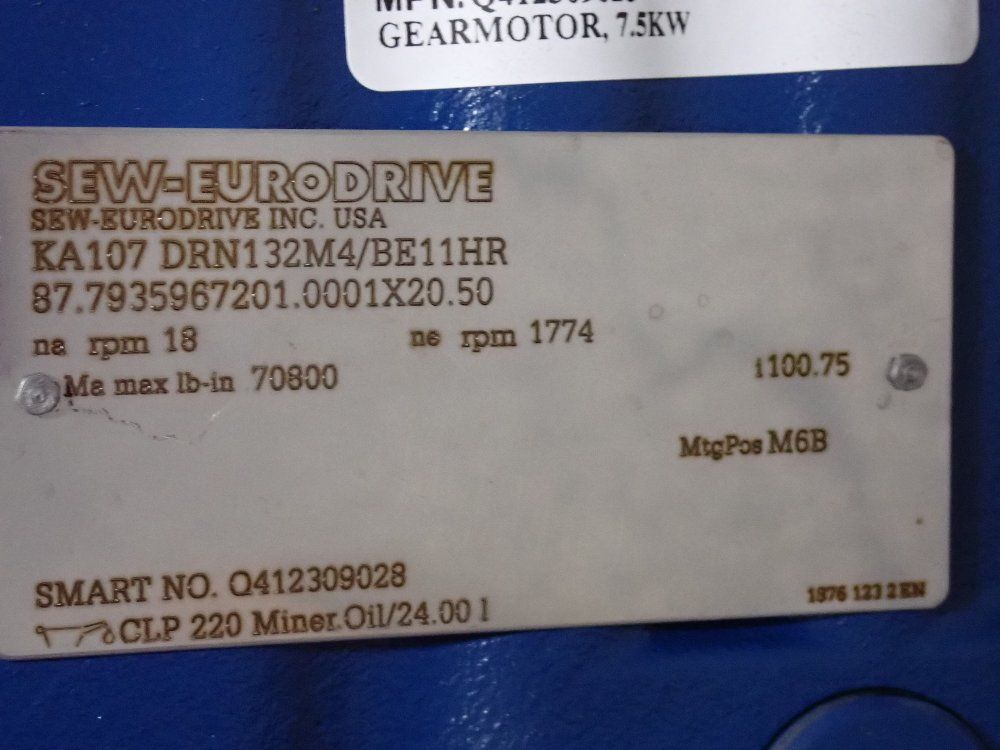 GEARMOTOR, 7.5KW
SEW-EURODRIVE
SEW-EURODRIVE INC. USA
KA107 DRN132M4/BE11HR
87.7935967201.0001X20.50
na rpm 18 ne rpm 1774
Ma max lb-in 70800 i100.75
MtgPos M6B
SMART NO. Q412309028
CLP 220 Miner.Oil/24.00 l
1876 123 2 EN